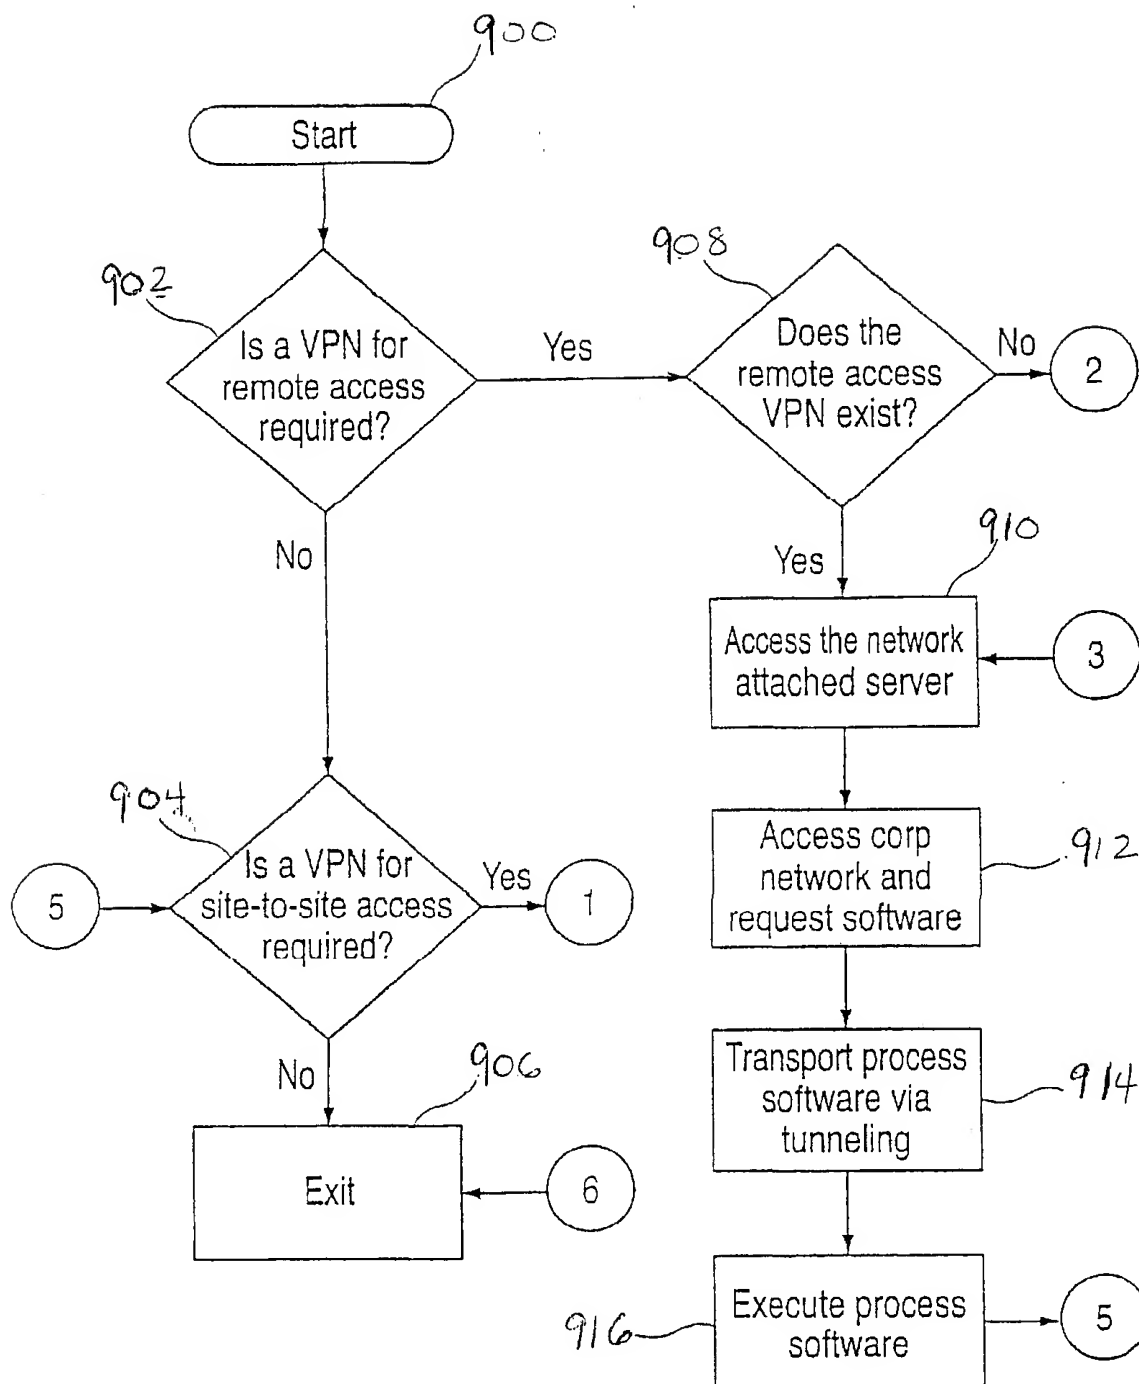 900
Start
902
Is a VPN for
remote access
required?
Yes
908
Does the
remote access
VPN exist?
No
2
No
Yes
910
Access the network
attached server
3
904
Is a VPN for
site-to-site access
required?
5
Yes
1
Access corp
network and
request software
912
No
906
Exit
6
Transport process
software via
tunneling
914
916
Execute process
software
5